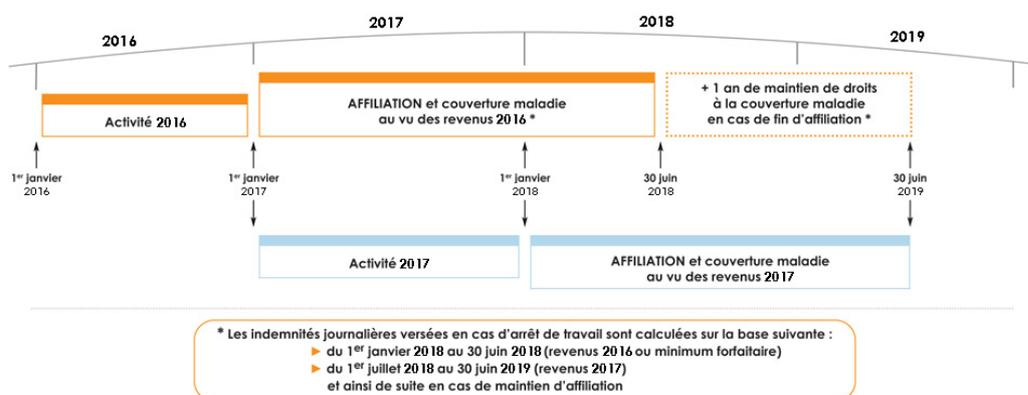 2016
2017
2018
2019
Activité 2016
AFFILIATION et couverture maladie
au vu des revenus 2016 *
+ 1 an de maintien de droits
à la couverture maladie
en cas de fin d'affiliation *
1er janvier
2016
1er janvier
2017
1er janvier
2018
30 juin
2018
30 juin
2019
Activité 2017
AFFILIATION et couverture maladie
au vu des revenus 2017
* Les indemnités journalières versées en cas d'arrêt de travail sont calculées sur la base suivante :
► du 1er janvier 2018 au 30 juin 2018 (revenus 2016 ou minimum forfaitaire)
► du 1er juillet 2018 au 30 juin 2019 (revenus 2017)
et ainsi de suite en cas de maintien d'affiliation